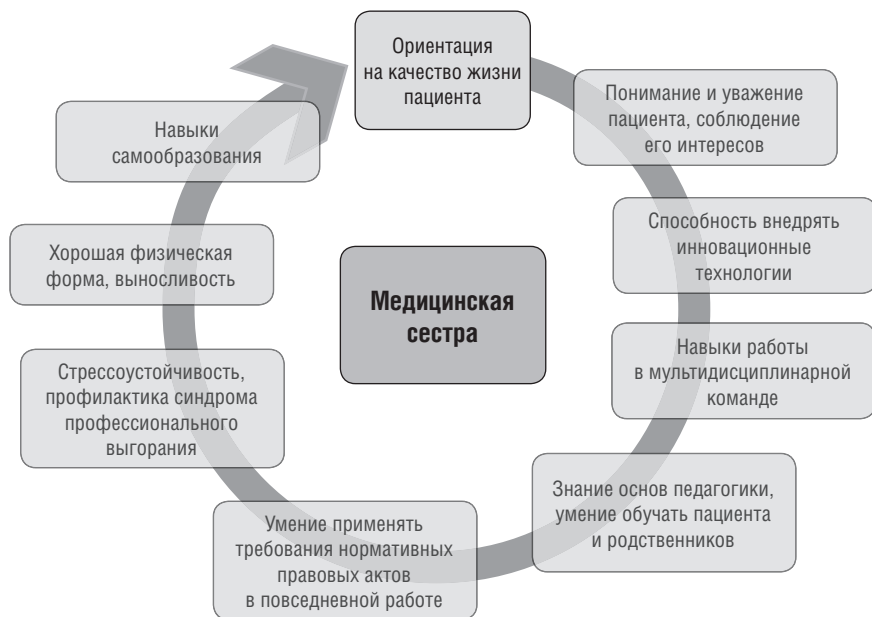 Ориентация
на качество жизни
пациента
Понимание и уважение
пациента, соблюдение
его интересов
Способность внедрять
инновационные
технологии
Навыки работы
в мультидисциплинарной
команде
Знание основ педагогики,
умение обучать пациента
и родственников
Умение применять
требования нормативных
правовых актов
в повседневной работе
Стрессоустойчивость,
профилактика синдрома
профессионального
выгорания
Хорошая физическая
форма, выносливость
Навыки
самообразования
Медицинская
сестра